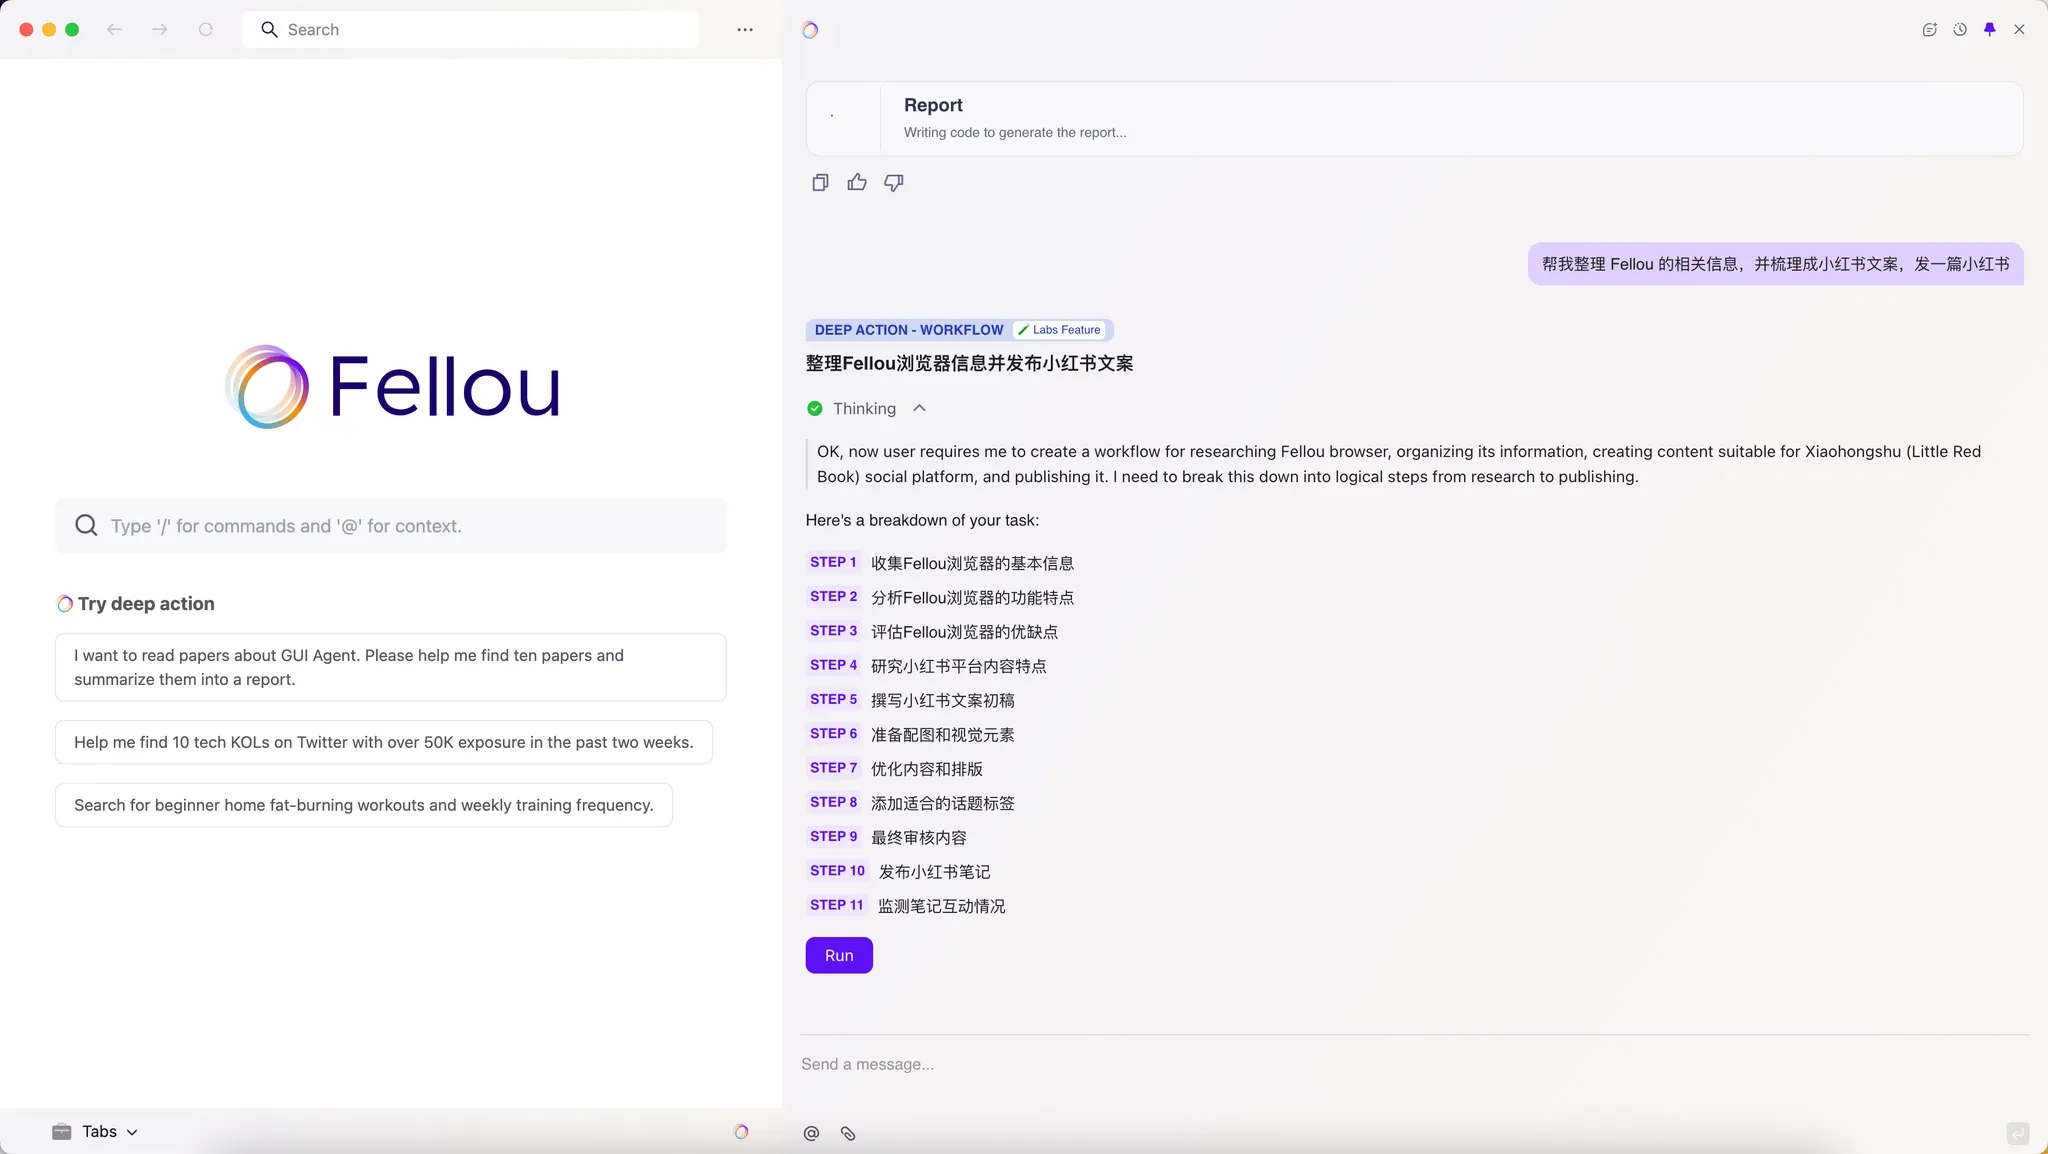 Search
Fellou
Type '/' for commands and '@' for context.
Try deep action
I want to read papers about GUI Agent. Please help me find ten papers and
summarize them into a report.
Help me find 10 tech KOLs on Twitter with over 50K exposure in the past two weeks.
Search for beginner home fat-burning workouts and weekly training frequency.
Tabs
Report
Writing code to generate the report...
帮我整理 Fellou 的相关信息，并梳理成小红书文案，发一篇小红书
DEEP ACTION - WORKFLOW Labs Feature
整理Fellou浏览器信息并发布小红书文案
Thinking
OK, now user requires me to create a workflow for researching Fellou browser, organizing its information, creating content suitable for Xiaohongshu (Little Red
Book) social platform, and publishing it. I need to break this down into logical steps from research to publishing.
Here's a breakdown of your task:
STEP 1 收集Fellou浏览器的基本信息
STEP 2 分析Fellou浏览器的功能特点
STEP 3 评估Fellou浏览器的优缺点
STEP 4 研究小红书平台内容特点
STEP 5 撰写小红书文案初稿
STEP 6 准备配图和视觉元素
STEP 7 优化内容和排版
STEP 8 添加适合的话题标签
STEP 9 最终审核内容
STEP 10 发布小红书笔记
STEP 11 监测笔记互动情况
Run
Send a message...